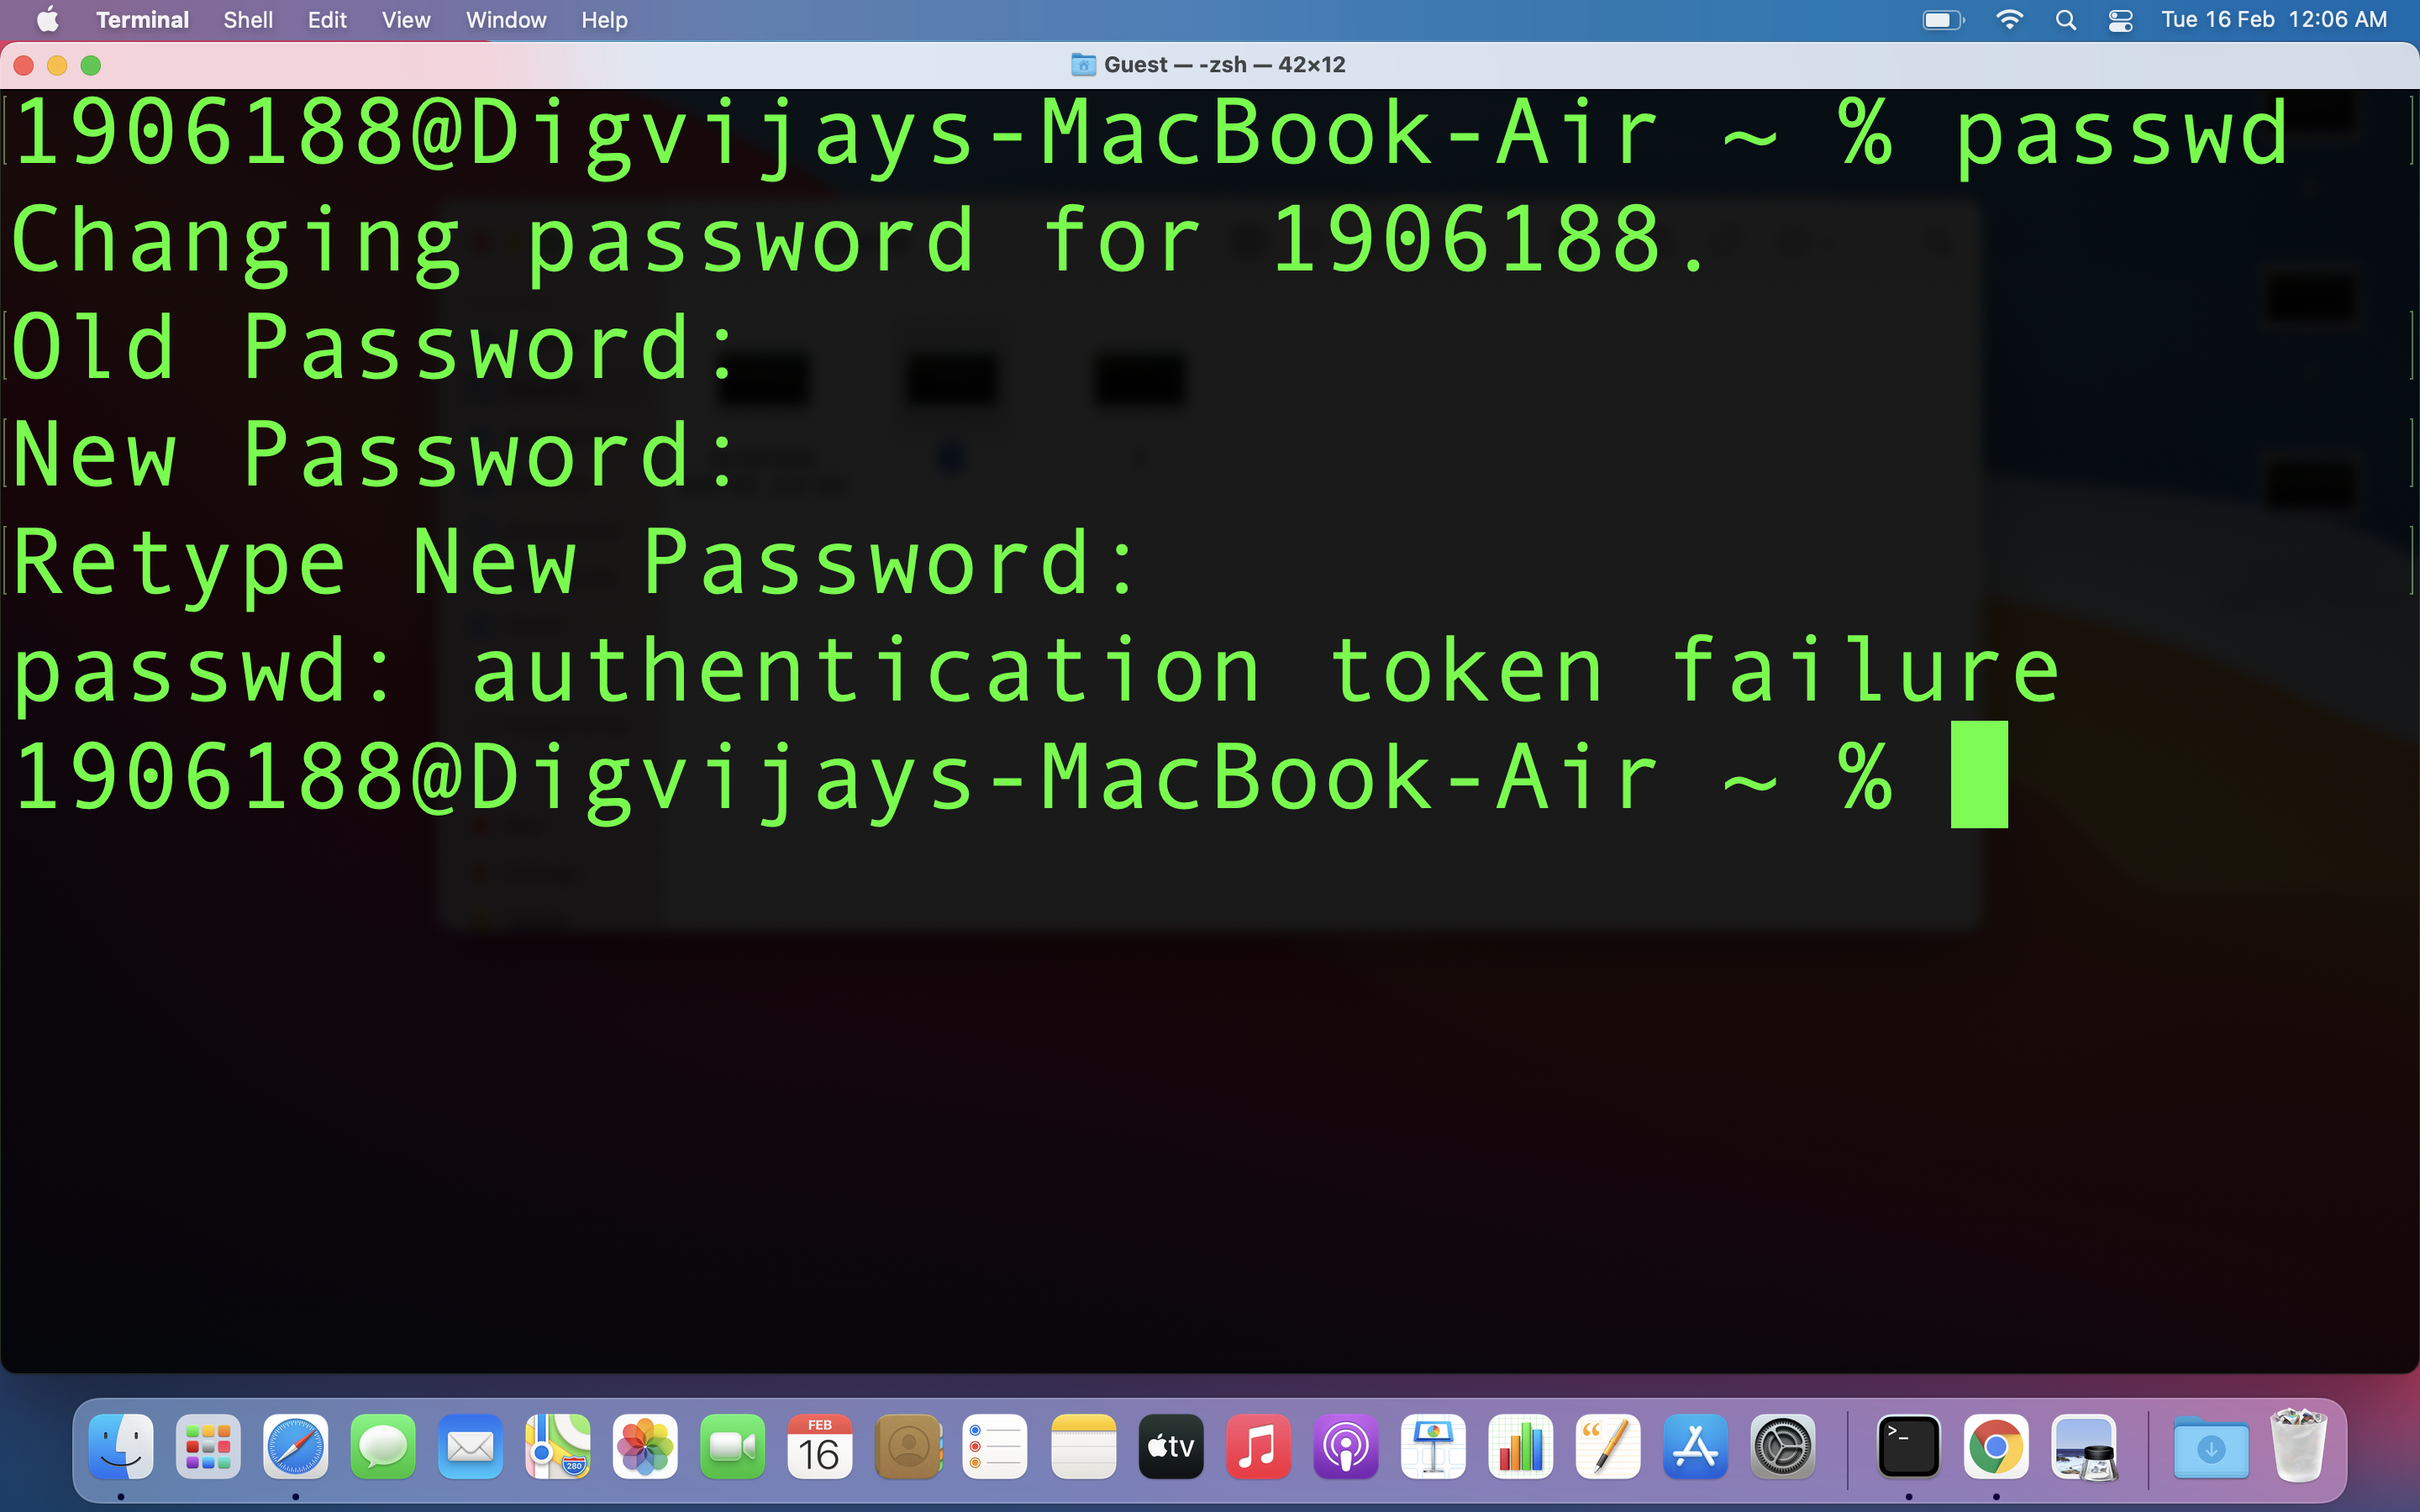 Terminal Shell Edit View Window Help Tue 16 Feb 12:06 AM
Guest — -zsh — 42×12
1906188@Digvijays-MacBook-Air ~ % passwd
Changing password for 1906188.
Old Password:
New Password:
Retype New Password:
passwd: authentication token failure
1906188@Digvijays-MacBook-Air ~ %
280
FEB
16
tv
>_